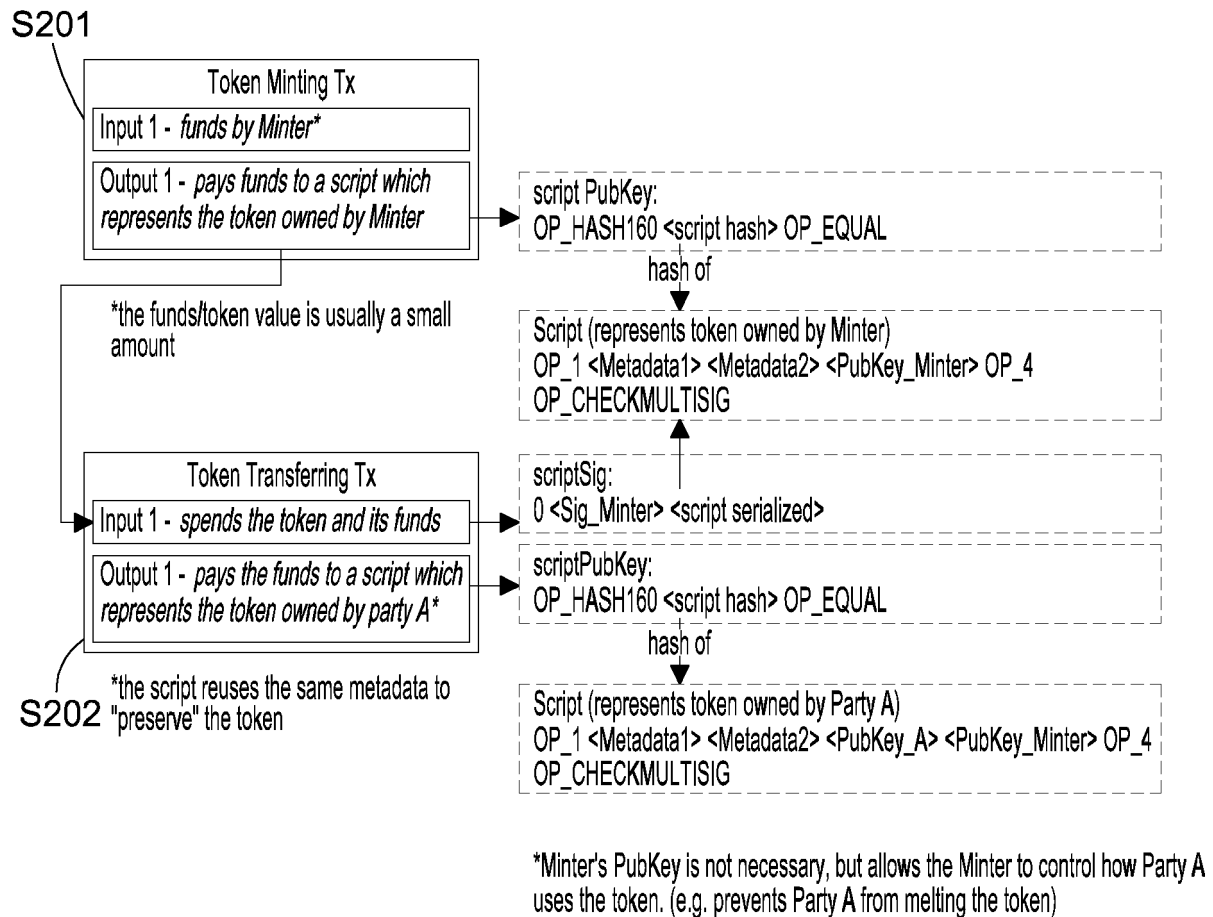 S201
Token Minting Tx
Input 1 - funds by Minter*
Output 1 - pays funds to a script which
represents the token owned by Minter
*the funds/token value is usually a small
amount
script PubKey:
OP_HASH160 <script hash> OP_EQUAL
hash of
Script (represents token owned by Minter)
OP_1 <Metadata1> <Metadata2> <PubKey_Minter> OP_4
OP_CHECKMULTISIG
Token Transferring Tx
Input 1 - spends the token and its funds
Output 1 - pays the funds to a script which
represents the token owned by party A*
S202
*the script reuses the same metadata to
"preserve" the token
scriptSig:
0 <Sig_Minter> <script serialized>
scriptPubKey:
OP_HASH160 <script hash> OP_EQUAL
hash of
Script (represents token owned by Party A)
OP_1 <Metadata1> <Metadata2> <PubKey_A> <PubKey_Minter> OP_4
OP_CHECKMULTISIG
*Minter's PubKey is not necessary, but allows the Minter to control how Party A
uses the token. (e.g. prevents Party A from melting the token)